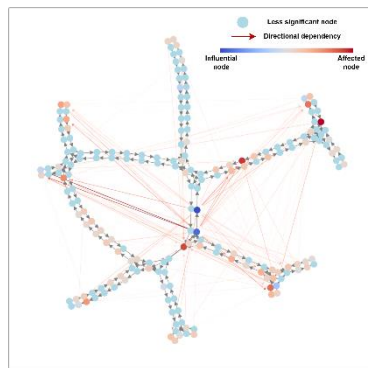 Less significant node
Directional dependency
Influential node
Affected node